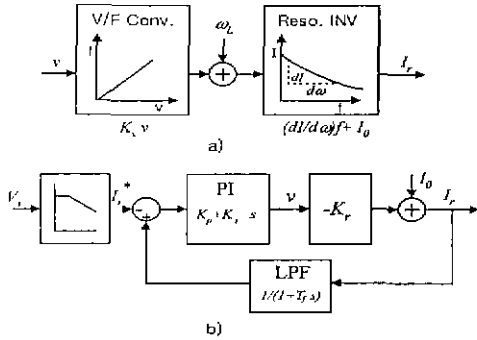 V/F Conv.
Reso. INV
ω_L
v
f
v
K_v v
I
dI
dω
f
(dI/dω)f + I_0
I_r
a)
V_s
I_r*
PI
K_p + K_i s
v
-K_r
I_0
I_r
LPF
1/(1+T_f s)
b)